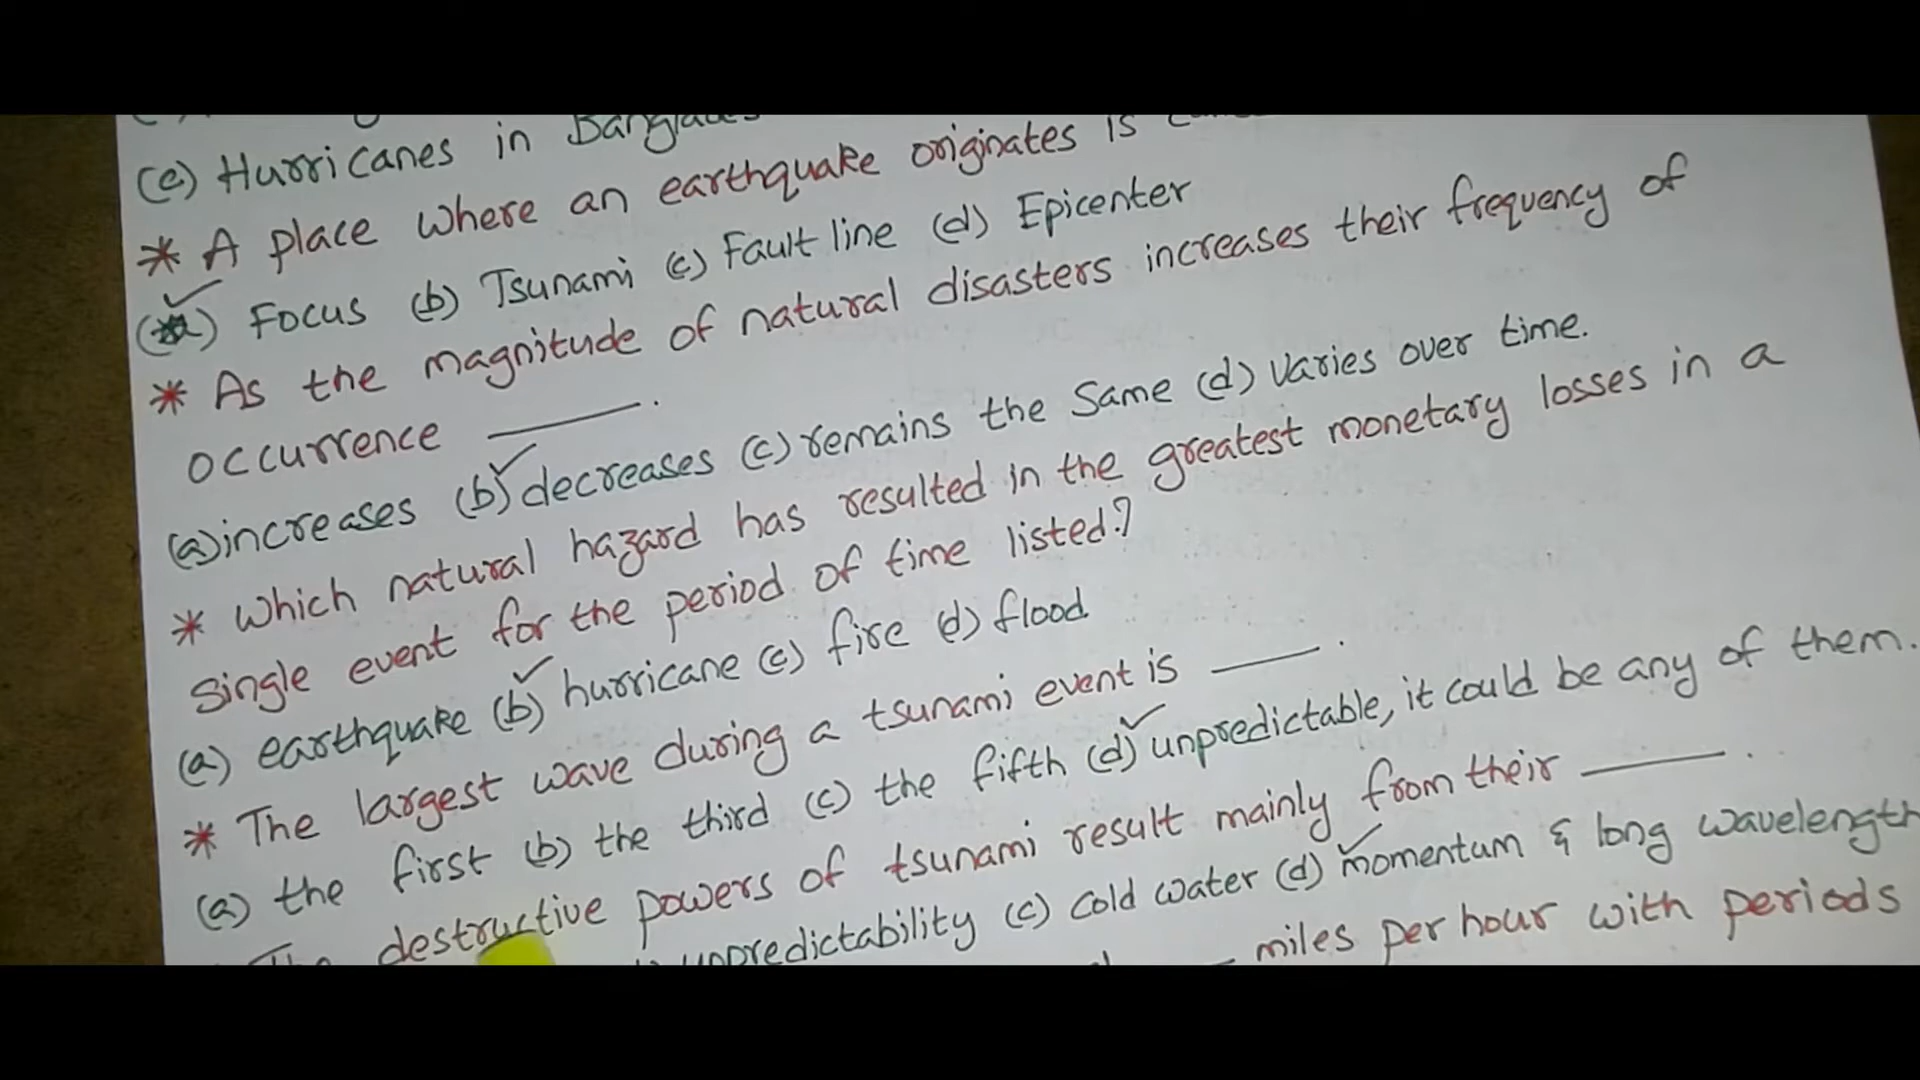 (e) Hurricanes in
* A place where an earthquake originates is
(a) Focus (b) Tsunami (c) Fault line (d) Epicenter
* As the magnitude of natural disasters increases their frequency of
occurrence ______.
(a) increases (b) decreases (c) remains the same (d) varies over time.
* Which natural hazard has resulted in the greatest monetary losses in a
single event for the period of time listed?
(a) earthquake (b) hurricane (c) fire (d) flood
* The largest wave during a tsunami event is ______.
(a) the first (b) the third (c) the fifth (d) unpredictable, it could be any of them.
destructive powers of tsunami result mainly from their ______.
unpredictability (c) cold water (d) momentum & long wavelength
miles per hour with periods